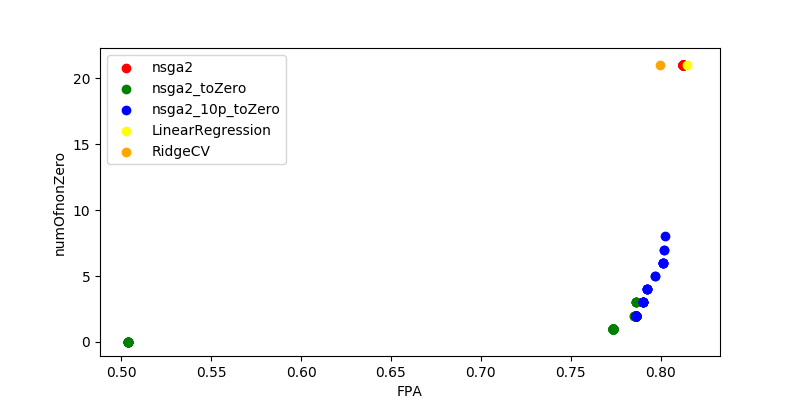 nsga2
nsga2_toZero
nsga2_10p_toZero
LinearRegression
RidgeCV
numOfnonZero
20
15
10
5
0
0.50 0.55 0.60 0.65 0.70 0.75 0.80
FPA